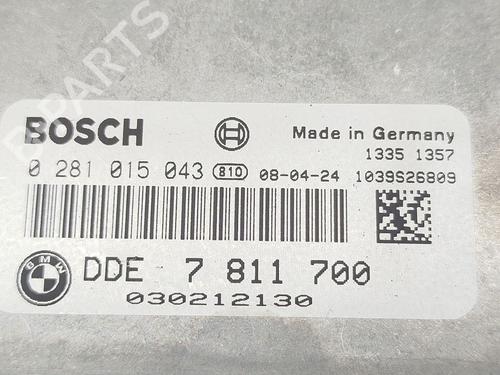 BOSCH
Made in Germany
1335 1357
0 281 015 043 810 08-04-24 1039S26809
BMW
DDE 7 811 700
030212130